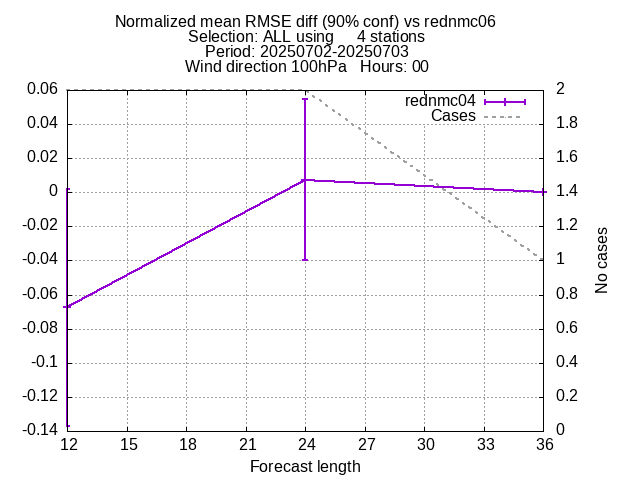 Normalized mean RMSE diff (90% conf) vs rednmc06
Selection: ALL using     4 stations
Period: 20250702-20250703
Wind direction 100hPa   Hours: 00
rednmc04
Cases
0.06
0.04
0.02
0
-0.02
-0.04
-0.06
-0.08
-0.1
-0.12
-0.14
2
1.8
1.6
1.4
1.2
1
0.8
0.6
0.4
0.2
0
No cases
12 15 18 21 24 27 30 33 36
Forecast length